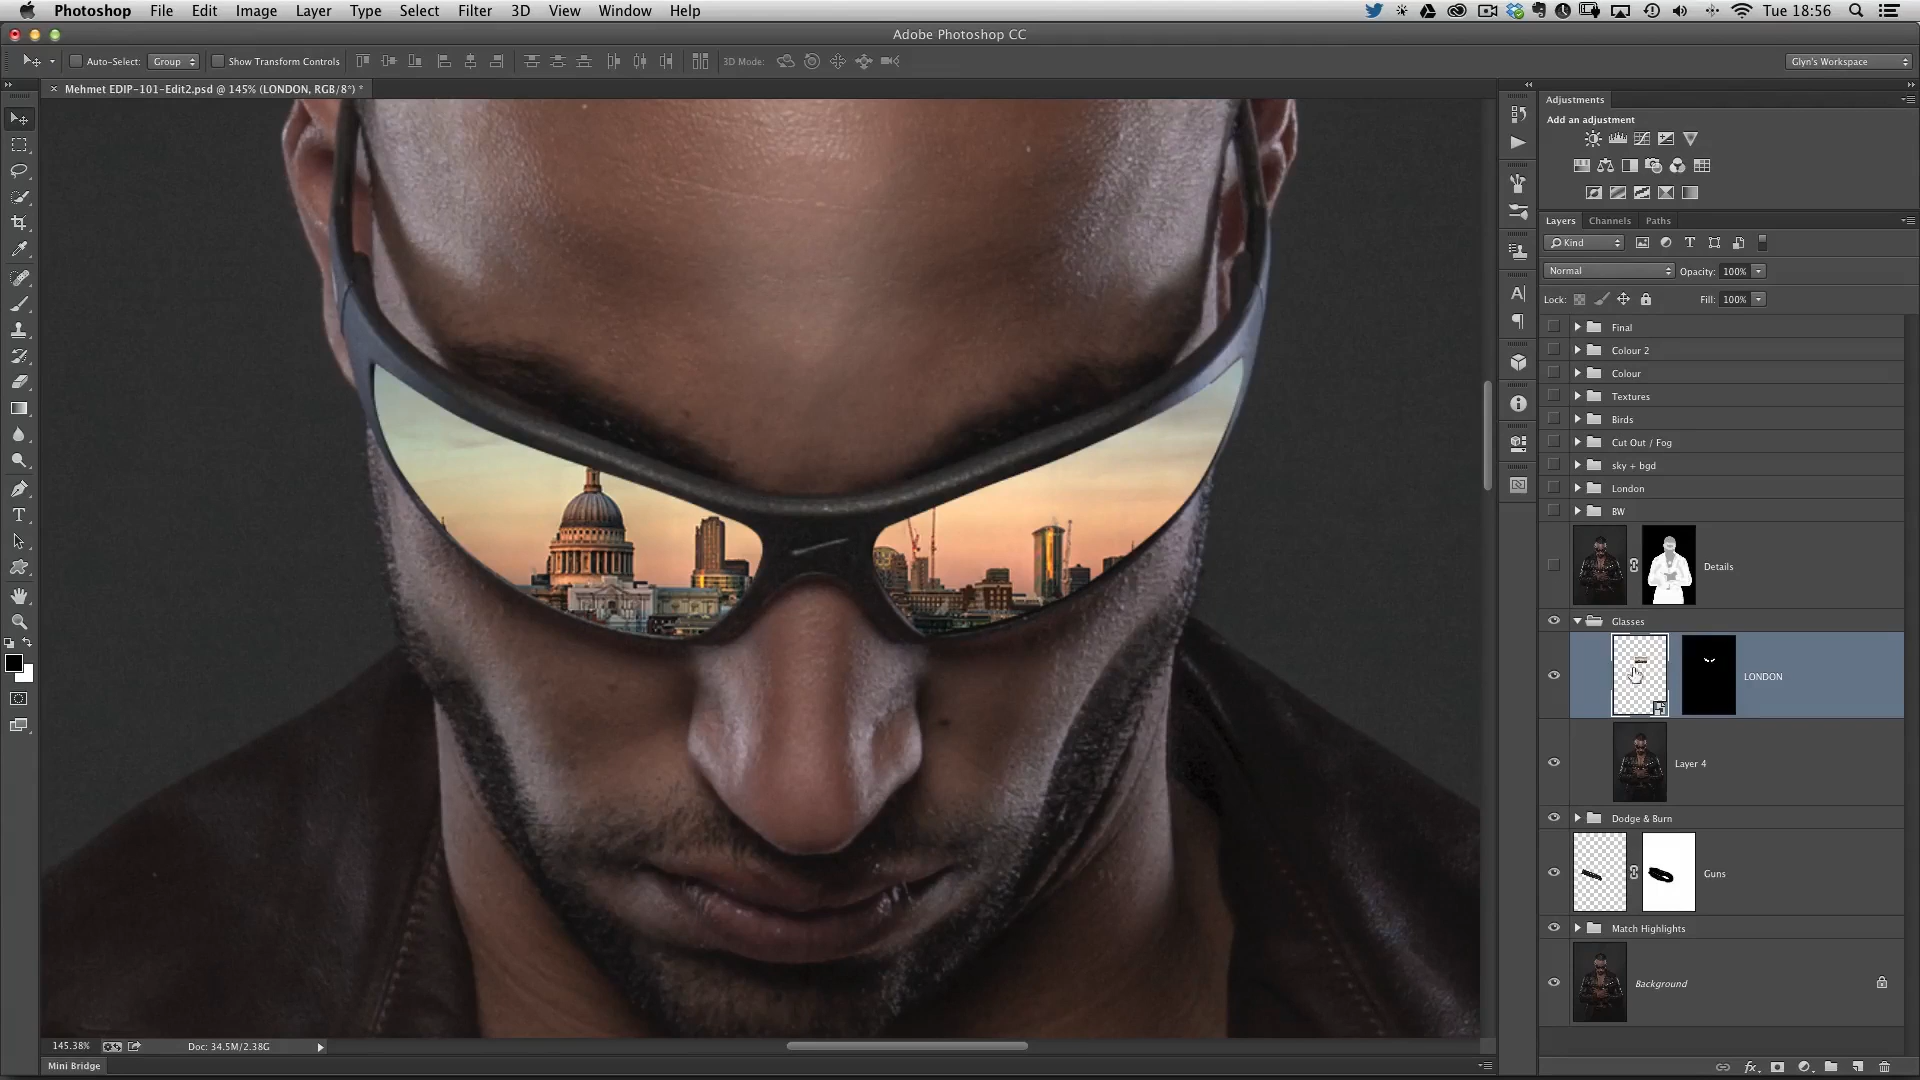 Photoshop File Edit Image Layer Type Select Filter 3D View Window Help Tue 18:56
Adobe Photoshop CC
Auto-Select: Group Show Transform Controls 3D Mode: Glyn's Workspace
× Mehmet EDIP-101-Edit2.psd @ 145% (LONDON, RGB/8*) *
Adjustments
Add an adjustment
Layers Channels Paths
Kind
Normal Opacity: 100%
Lock: Fill: 100%
Final
Colour 2
Colour
Textures
Birds
Cut Out / Fog
sky + bgd
London
BW
Details
Glasses
LONDON
Layer 4
Dodge & Burn
Guns
Match Highlights
Background
145.38% Doc: 34.5M/2.38G
Mini Bridge